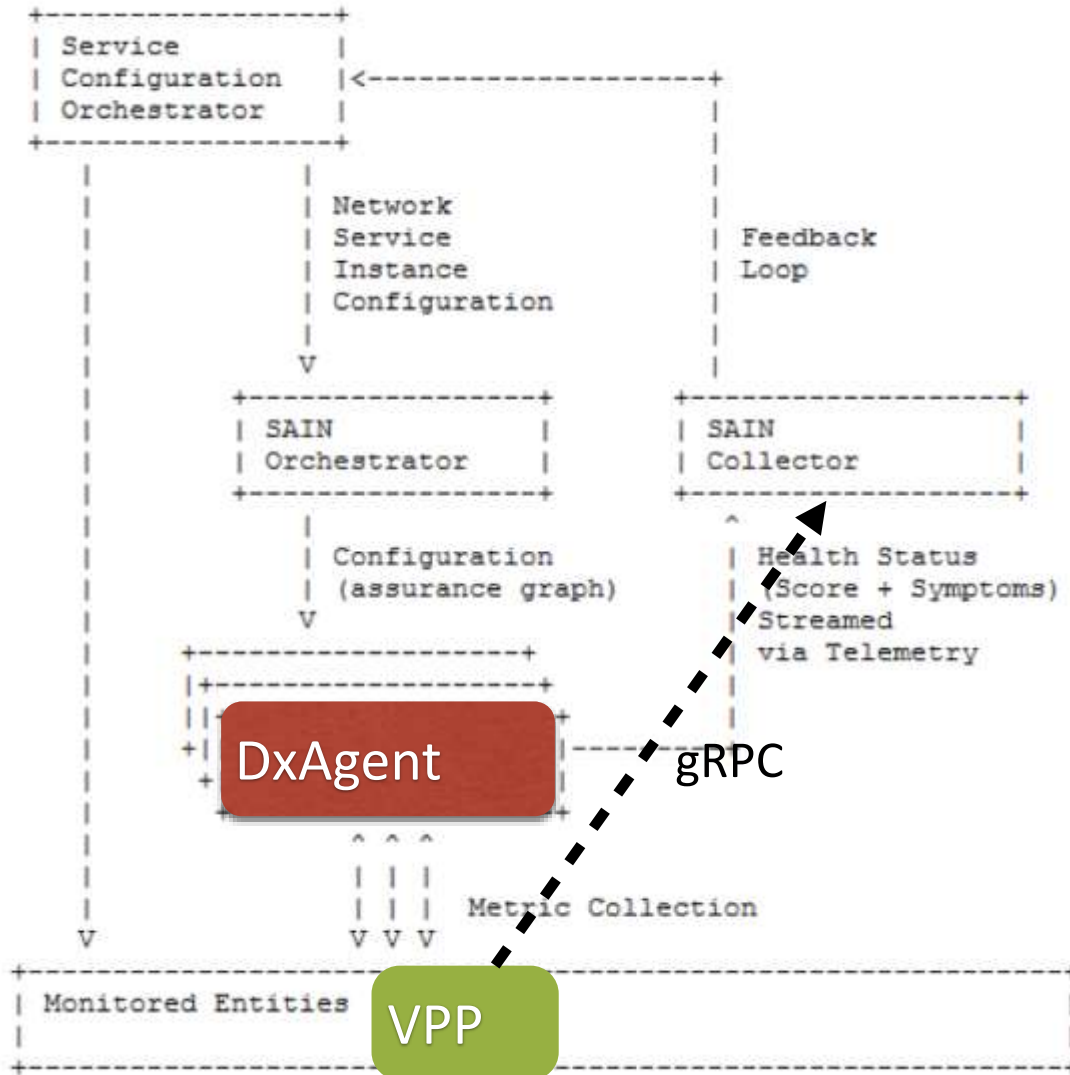 Service
Configuration
Orchestrator
Network
Service
Instance
Configuration
Feedback
Loop
SAIN
Orchestrator
SAIN
Collector
Configuration
(assurance graph)
Health Status
(Score + Symptoms)
Streamed
via Telemetry
DxAgent
gRPC
Metric Collection
Monitored Entities
VPP